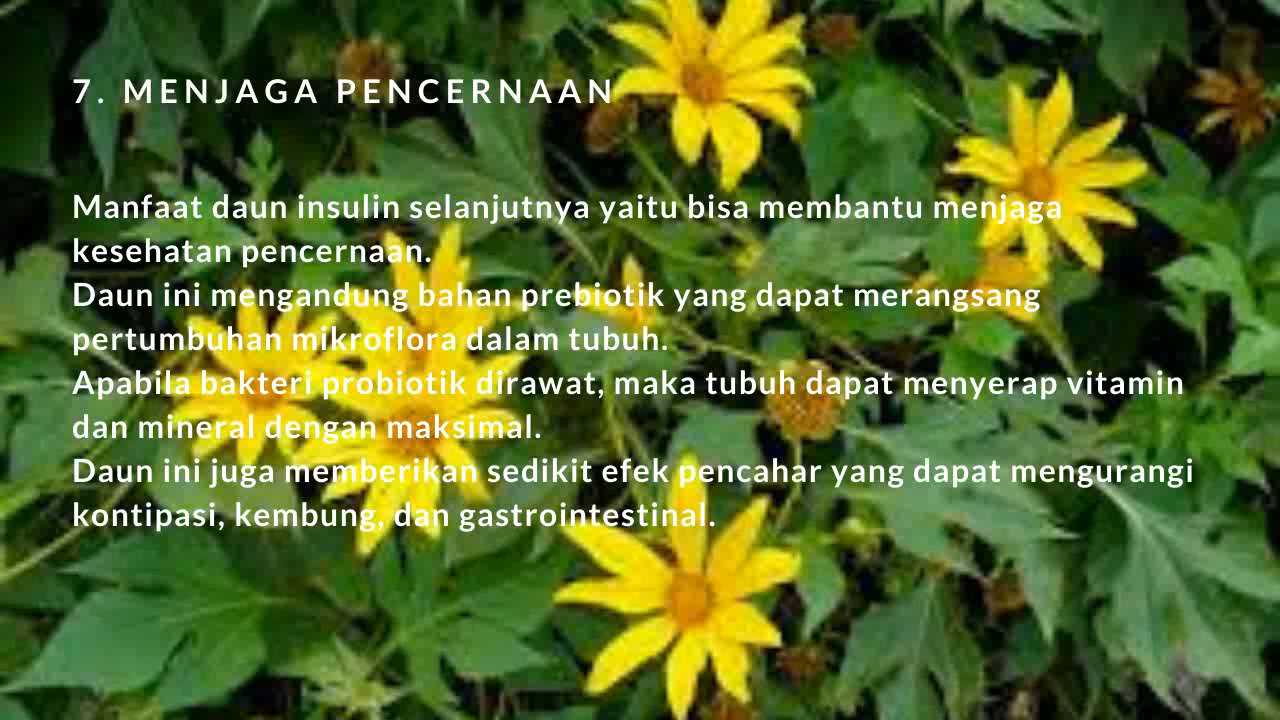 7. MENJAGA PENCERNAAN
Manfaat daun insulin selanjutnya yaitu bisa membantu menjaga
kesehatan pencernaan.
Daun ini mengandung bahan prebiotik yang dapat merangsang
pertumbuhan mikroflora dalam tubuh.
Apabila bakteri probiotik dirawat, maka tubuh dapat menyerap vitamin
dan mineral dengan maksimal.
Daun ini juga memberikan sedikit efek pencahar yang dapat mengurangi
kontipasi, kembung, dan gastrointestinal.